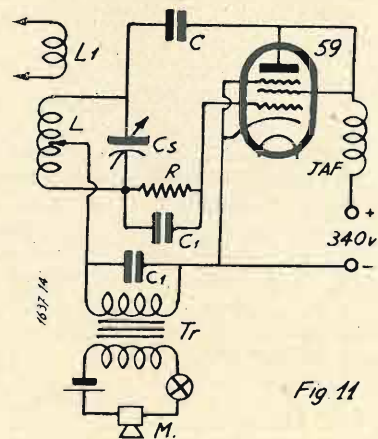 L1
C
59
L
Cs
R
JAF
C1
+
340v
-
C1
1637 14
Tr
M.
Fig. 11